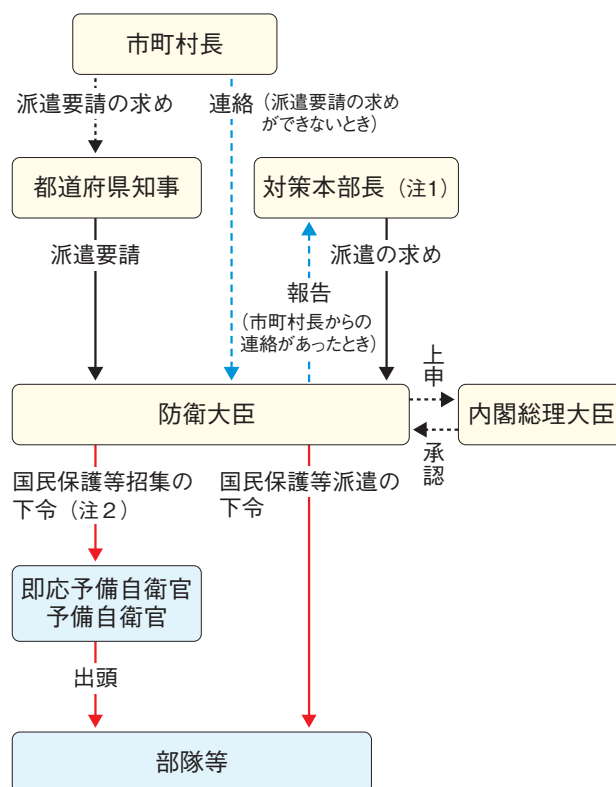 市町村長
派遣要請の求め
連絡（派遣要請の求め
ができないとき）
都道府県知事
対策本部長（注1）
派遣要請
派遣の求め
報告
（市町村長からの
連絡があったとき）
上申
防衛大臣
内閣総理大臣
承認
国民保護等招集の
下令（注２）
国民保護等派遣の
下令
即応予備自衛官
予備自衛官
出頭
部隊等